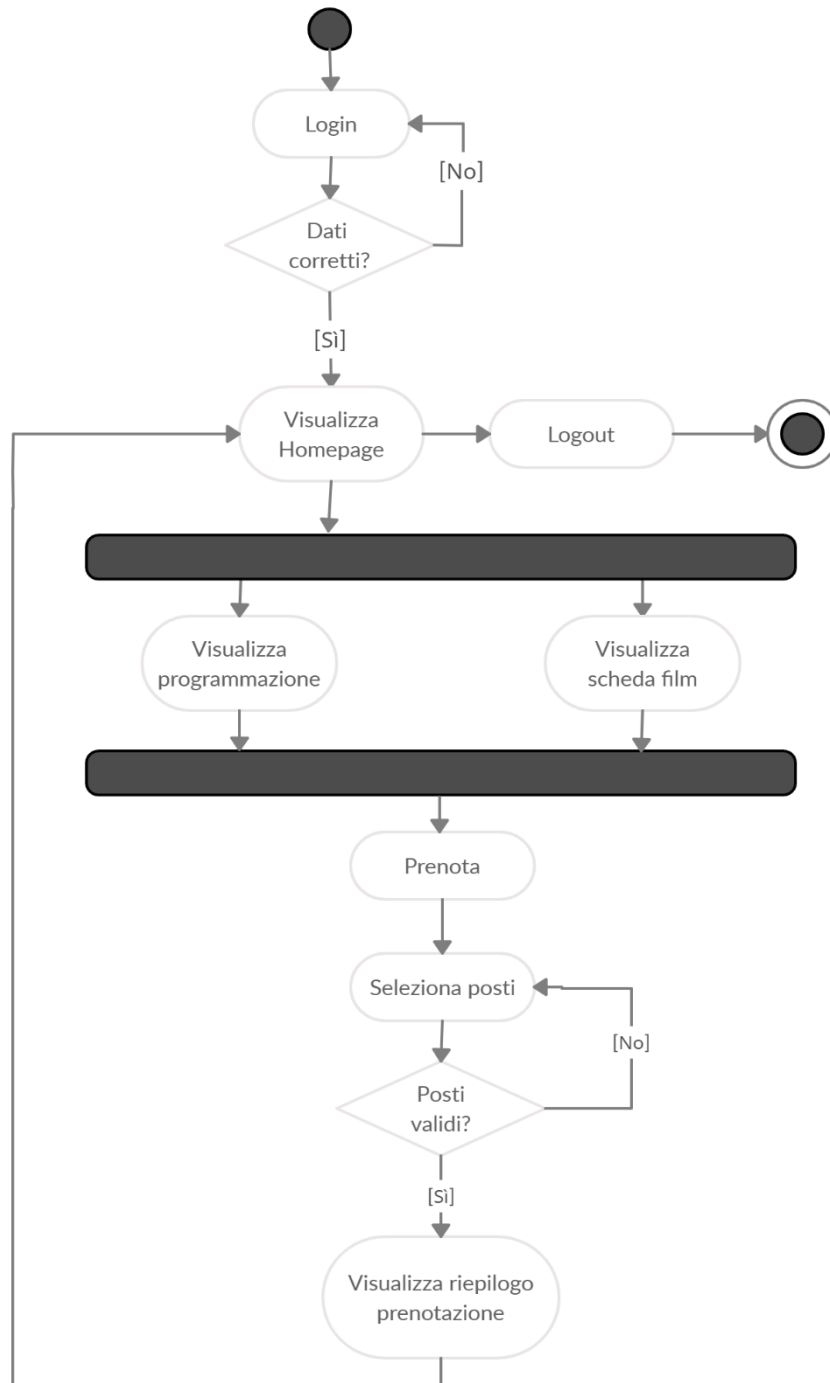 Login
[No]
Dati
corretti?
[Sì]
Visualizza
Homepage
Logout
Visualizza
programmazione
Visualizza
scheda film
Prenota
Seleziona posti
[No]
Posti
validi?
[Sì]
Visualizza riepilogo
prenotazione